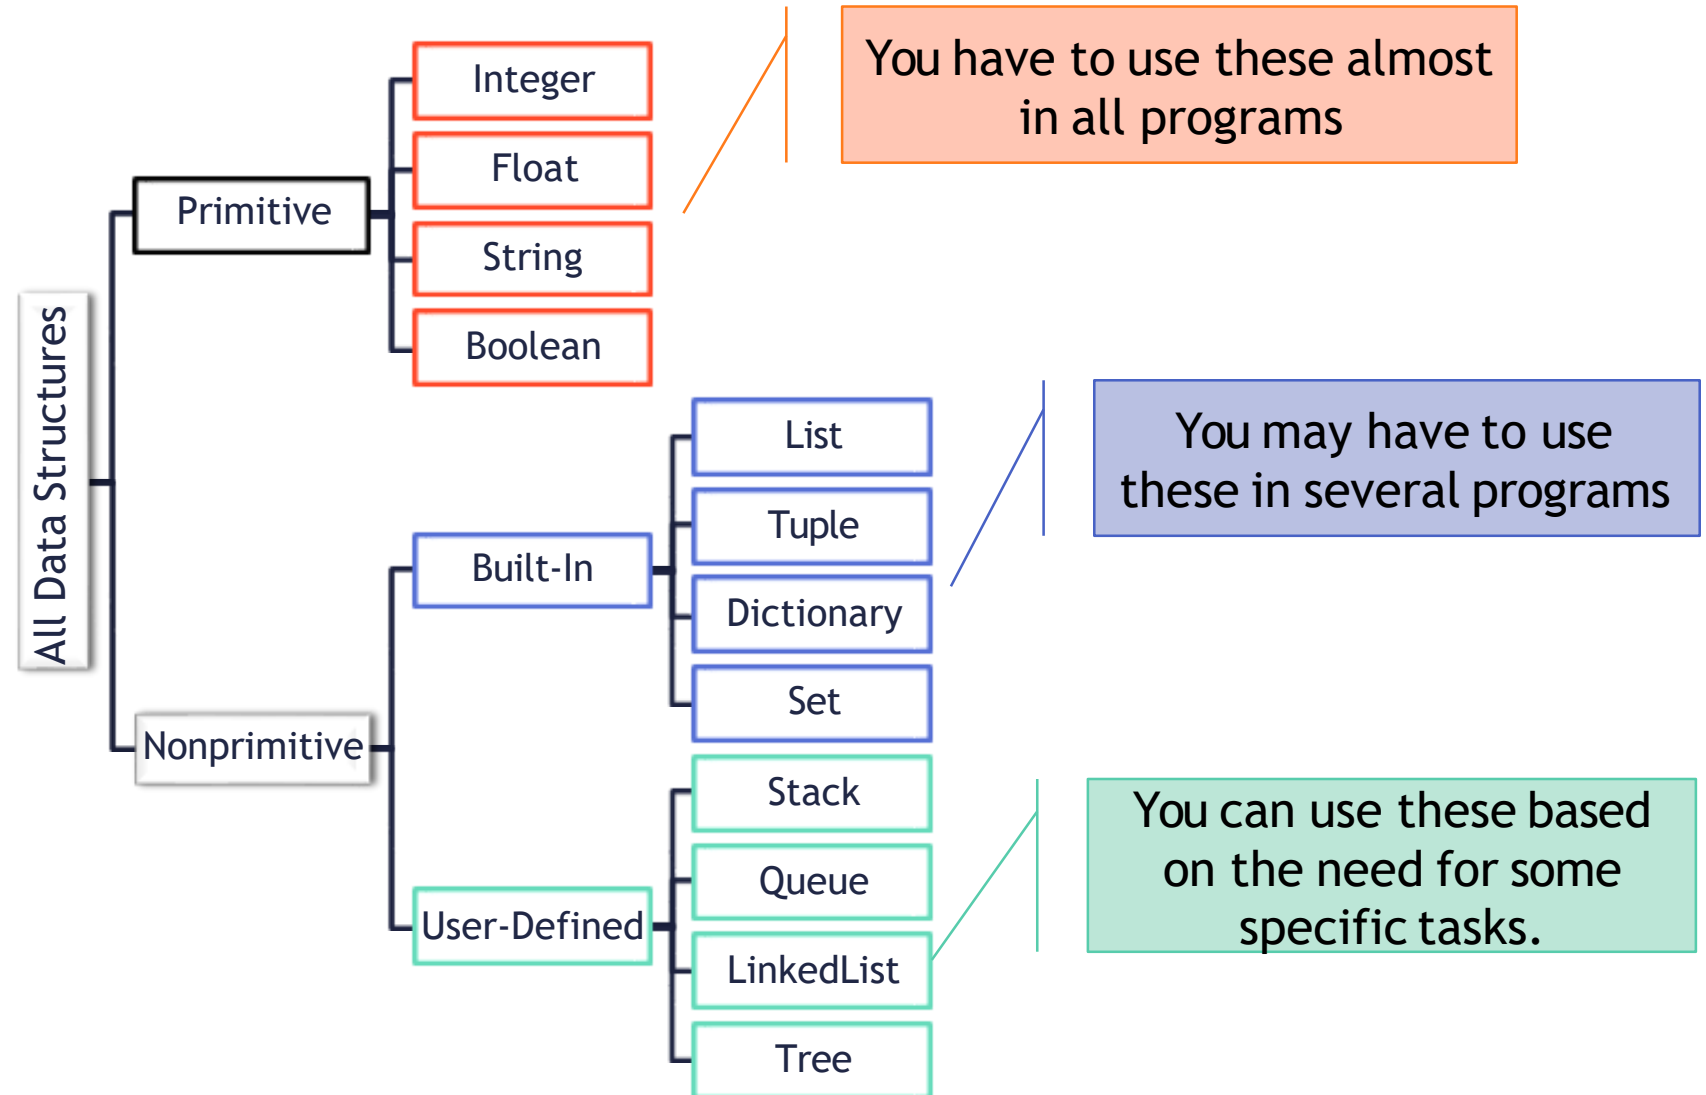 All Data Structures
Primitive
Integer
Float
String
Boolean
You have to use these almost
in all programs
Nonprimitive
Built-In
List
Tuple
Dictionary
Set
You may have to use
these in several programs
User-Defined
Stack
Queue
LinkedList
Tree
You can use these based
on the need for some
specific tasks.